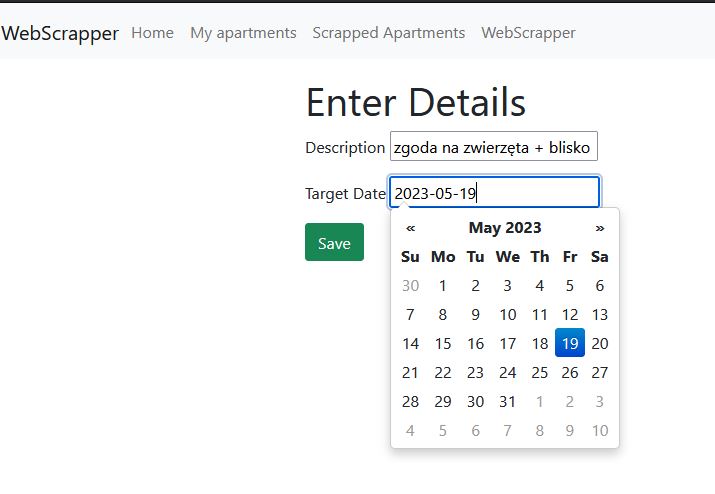 WebScrapper Home My apartments Scrapped Apartments WebScrapper
Enter Details
Description zgoda na zwierzęta + blisko
Target Date 2023-05-19
Save
« May 2023 »
Su Mo Tu We Th Fr Sa
30 1 2 3 4 5 6
7 8 9 10 11 12 13
14 15 16 17 18 19 20
21 22 23 24 25 26 27
28 29 30 31 1 2 3
4 5 6 7 8 9 10